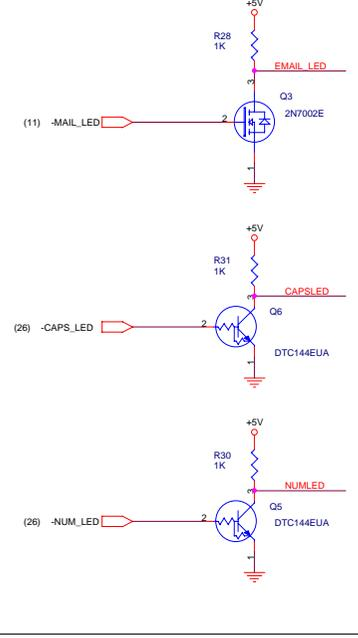 +5V
R28
1K
EMAIL_LED
3
Q3
2N7002E
(11) -MAIL_LED
2
1
+5V
R31
1K
CAPSLED
3
Q6
(26) -CAPS_LED
2
DTC144EUA
1
+5V
R30
1K
NUMLED
3
Q5
(26) -NUM_LED
2
DTC144EUA
1